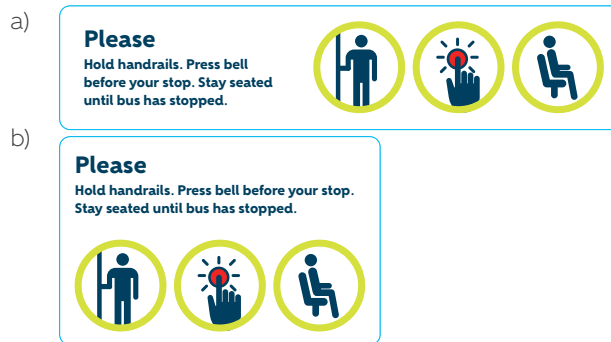 a)
Please
Hold handrails. Press bell
before your stop. Stay seated
until bus has stopped.
b)
Please
Hold handrails. Press bell before your stop.
Stay seated until bus has stopped.